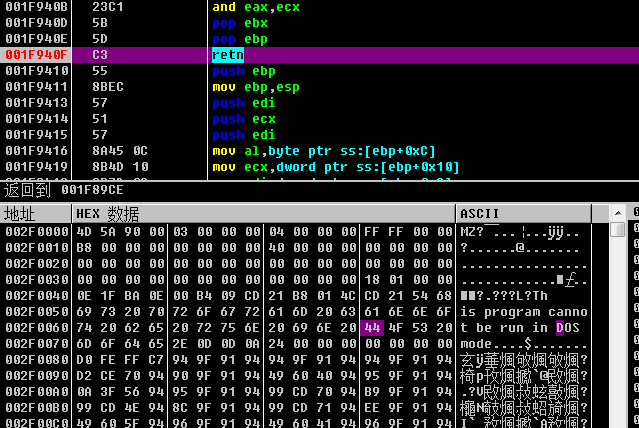 001F940B 23C1 and eax,ecx
001F940D 5B pop ebx
001F940E 5D pop ebp
001F940F C3 retn
001F9410 55 push ebp
001F9411 8BEC mov ebp,esp
001F9413 57 push edi
001F9414 51 push ecx
001F9415 57 push edi
001F9416 8A45 0C mov al,byte ptr ss:[ebp+0xC]
001F9419 8B4D 10 mov ecx,dword ptr ss:[ebp+0x10]
返回到 001F89CE
地址 HEX 数据 ASCII
002F0000 4D 5A 90 00 03 00 00 00 04 00 00 00 FF FF 00 00 MZ?
002F0010 B8 00 00 00 00 00 00 00 40 00 00 00 00 00 00 00 ?......@.......
002F0020 00 00 00 00 00 00 00 00 00 00 00 00 00 00 00 00 ................
002F0030 00 00 00 00 00 00 00 00 00 00 00 00 18 01 00 00
002F0040 0E 1F BA 0E 00 B4 09 CD 21 B8 01 4C CD 21 54 68 ?.???L?Th
002F0050 69 73 20 70 72 6F 67 72 61 6D 20 63 61 6E 6E 6F is program canno
002F0060 74 20 62 65 20 72 75 6E 20 69 6E 20 44 4F 53 20 t be run in DOS
002F0070 6D 6F 64 65 2E 0D 0D 0A 24 00 00 00 00 00 00 00 mode....$.......
002F0080 D0 FE FF C7 94 9F 91 94 94 9F 91 94 94 9F 91 94
002F0090 D2 CE 70 94 90 9F 91 94 49 60 40 94 95 9F 91 94
002F00A0 0A 3F 56 94 95 9F 91 94 99 CD 70 94 B9 9F 91 94
002F00B0 99 CD 4E 94 8C 9F 91 94 99 CD 71 94 EE 9F 91 94
002F00C0 49 60 5F 94 96 9F 91 94 49 60 41 94 96 9F 91 94